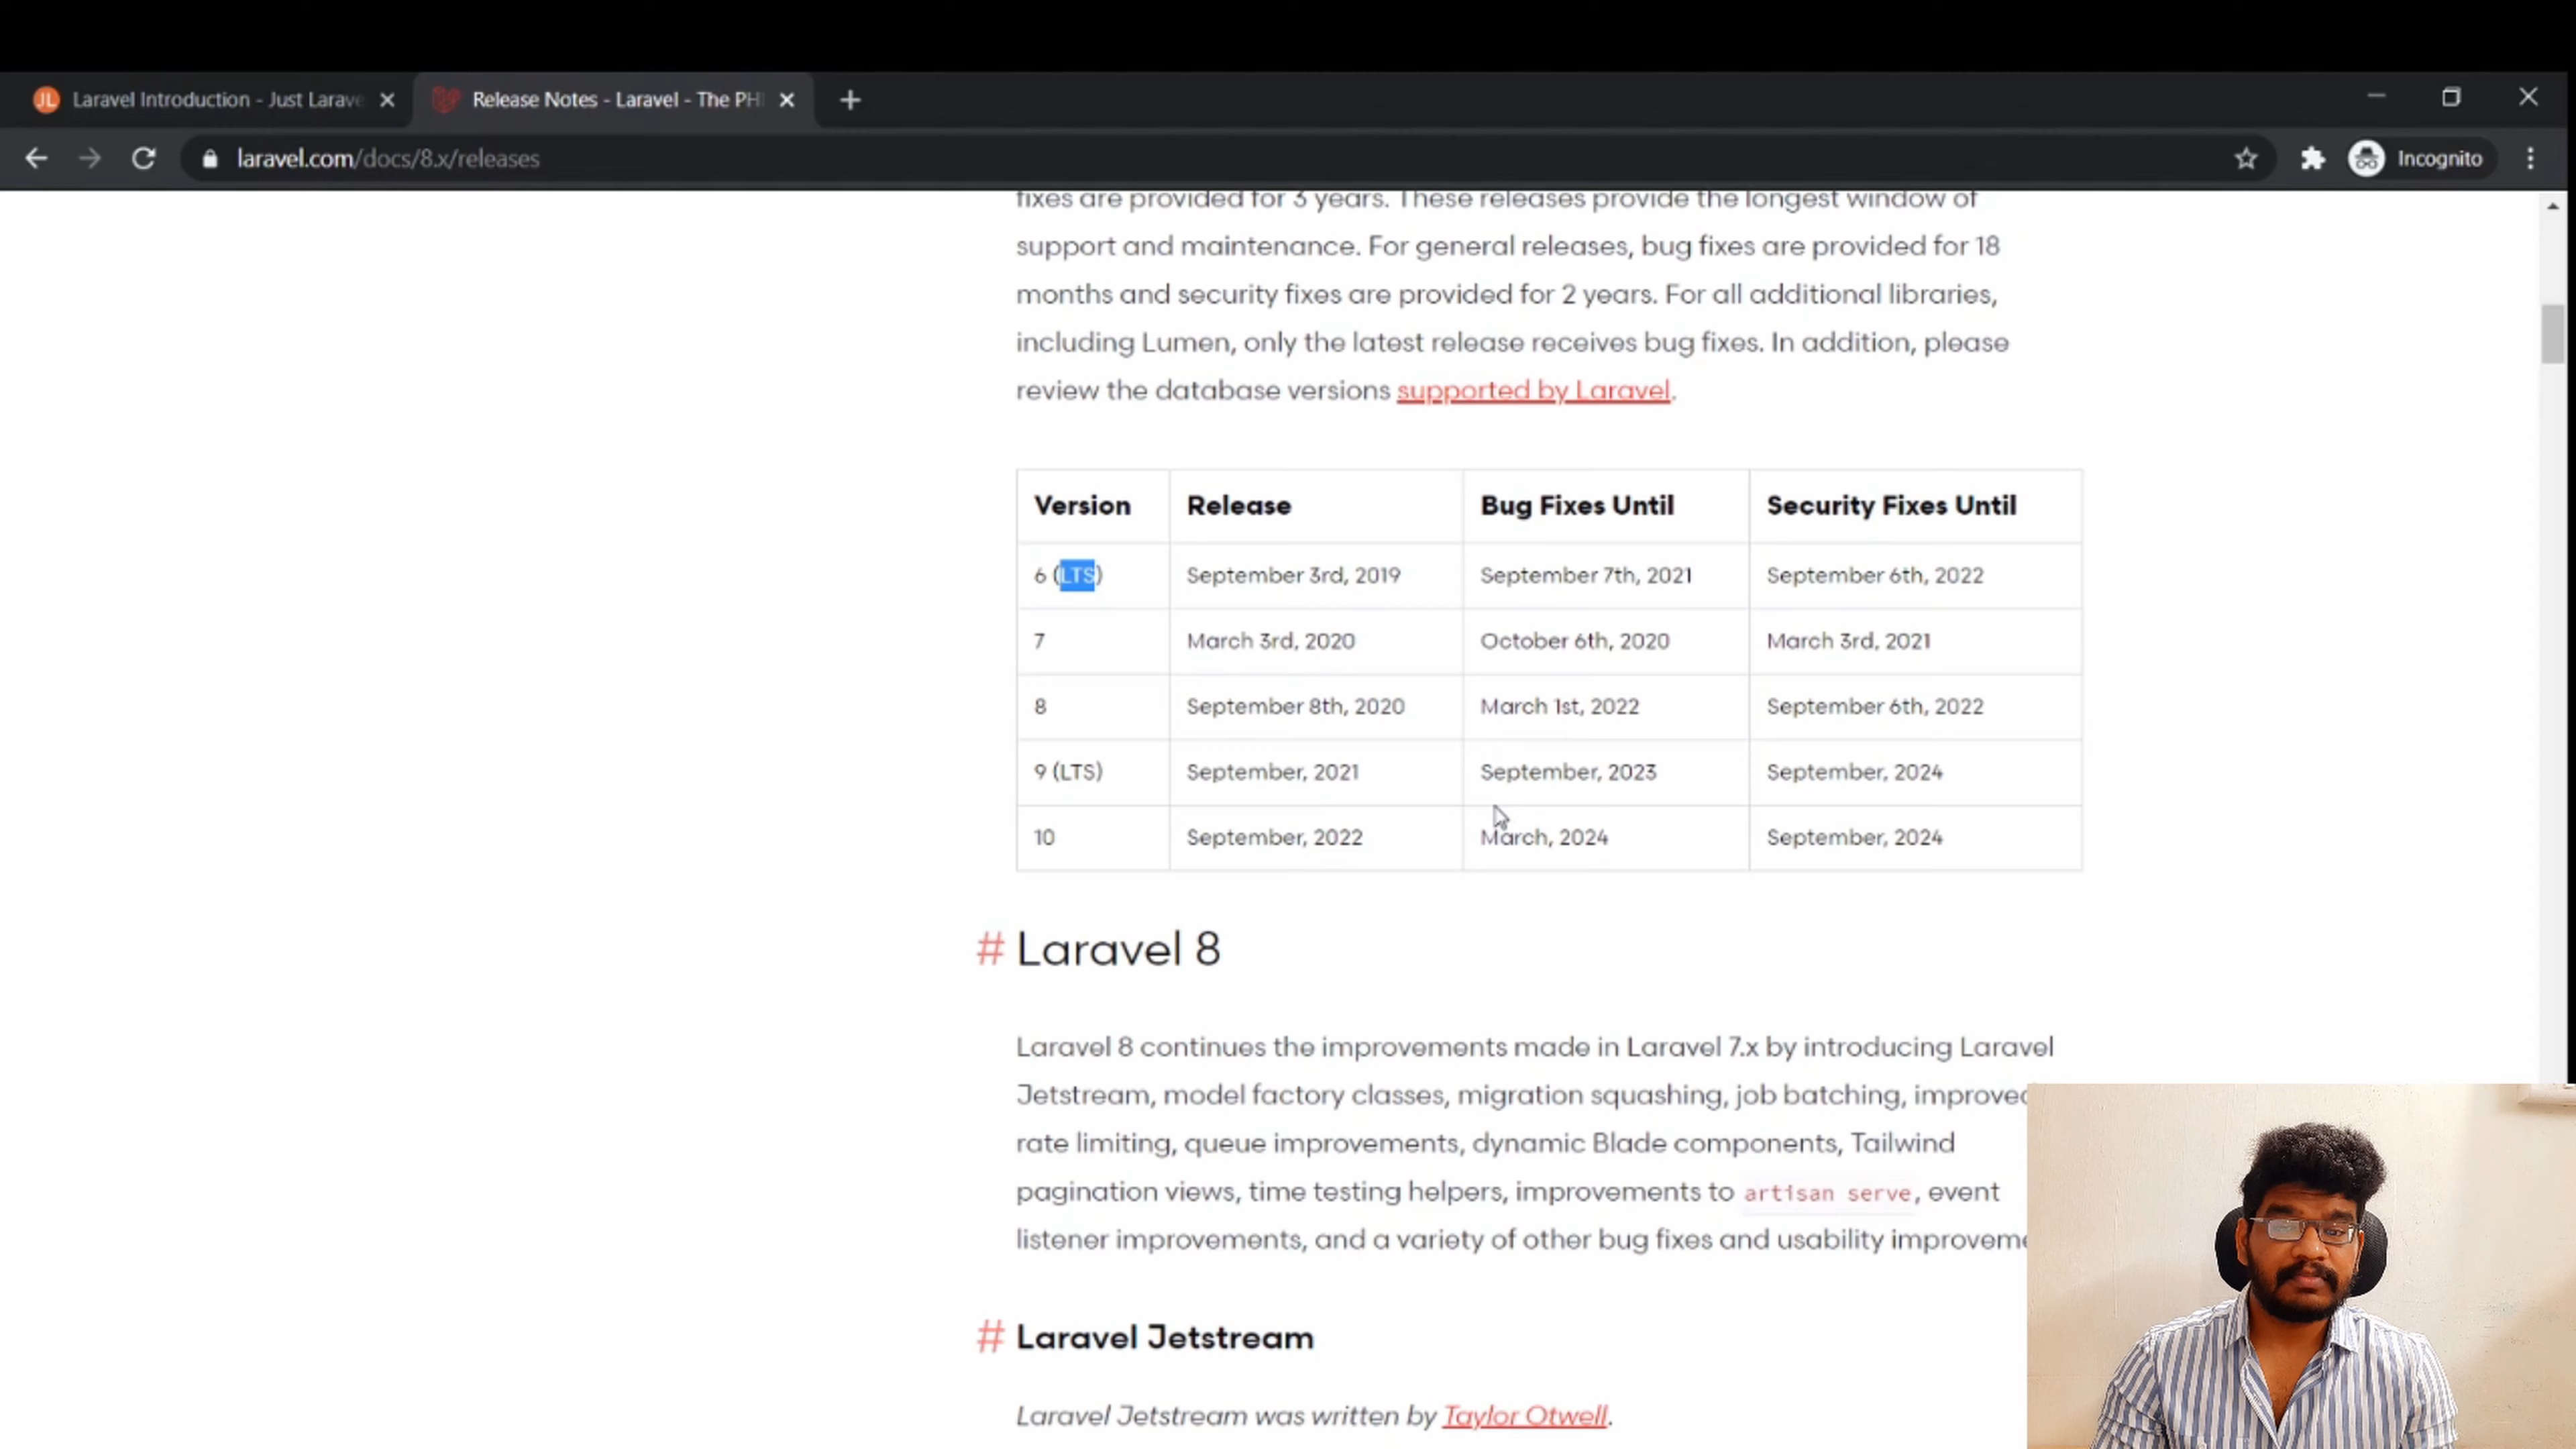 JL Laravel Introduction - Just Larave
Release Notes - Laravel - The PH
laravel.com/docs/8.x/releases
Incognito
fixes are provided for 3 years. These releases provide the longest window of
support and maintenance. For general releases, bug fixes are provided for 18
months and security fixes are provided for 2 years. For all additional libraries,
including Lumen, only the latest release receives bug fixes. In addition, please
review the database versions supported by Laravel.
Version Release Bug Fixes Until Security Fixes Until
6 (LTS) September 3rd, 2019 September 7th, 2021 September 6th, 2022
7 March 3rd, 2020 October 6th, 2020 March 3rd, 2021
8 September 8th, 2020 March 1st, 2022 September 6th, 2022
9 (LTS) September, 2021 September, 2023 September, 2024
10 September, 2022 March, 2024 September, 2024
# Laravel 8
Laravel 8 continues the improvements made in Laravel 7.x by introducing Laravel
Jetstream, model factory classes, migration squashing, job batching, improved
rate limiting, queue improvements, dynamic Blade components, Tailwind
pagination views, time testing helpers, improvements to artisan serve, event
listener improvements, and a variety of other bug fixes and usability improveme
# Laravel Jetstream
Laravel Jetstream was written by Taylor Otwell.